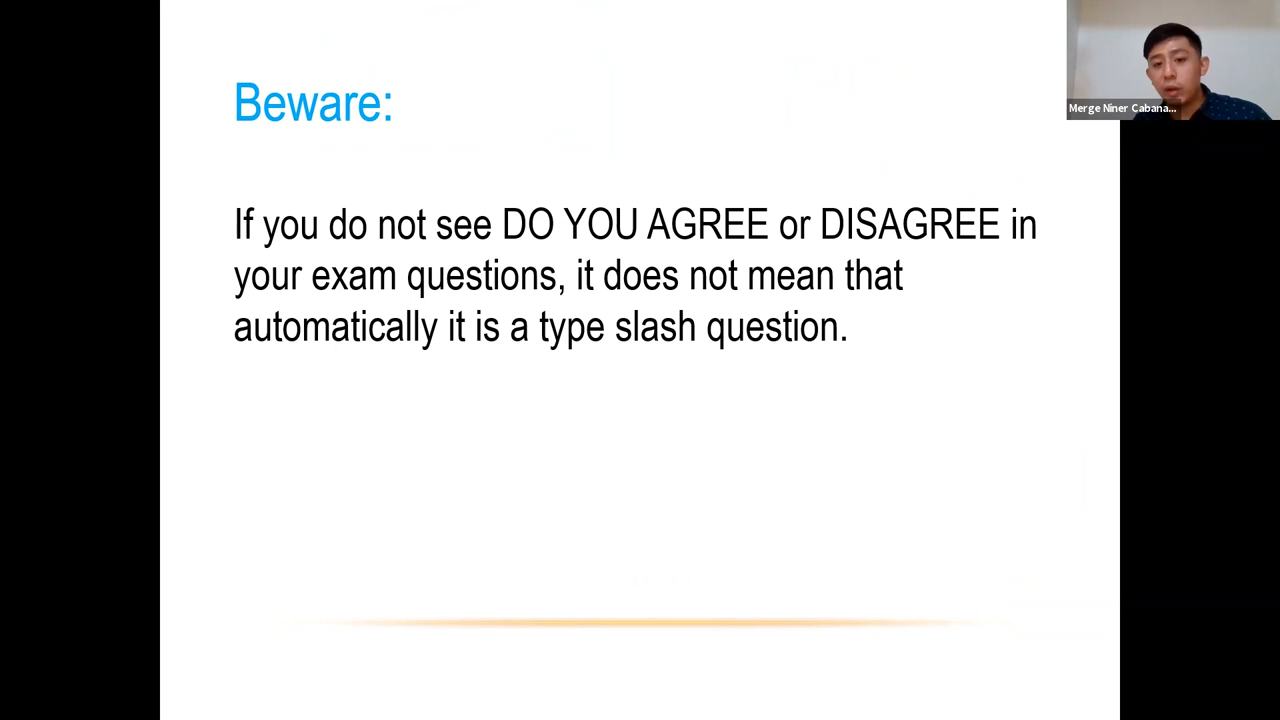 Beware:
If you do not see DO YOU AGREE or DISAGREE in
your exam questions, it does not mean that
automatically it is a type slash question.
Merge Niner Cabana...